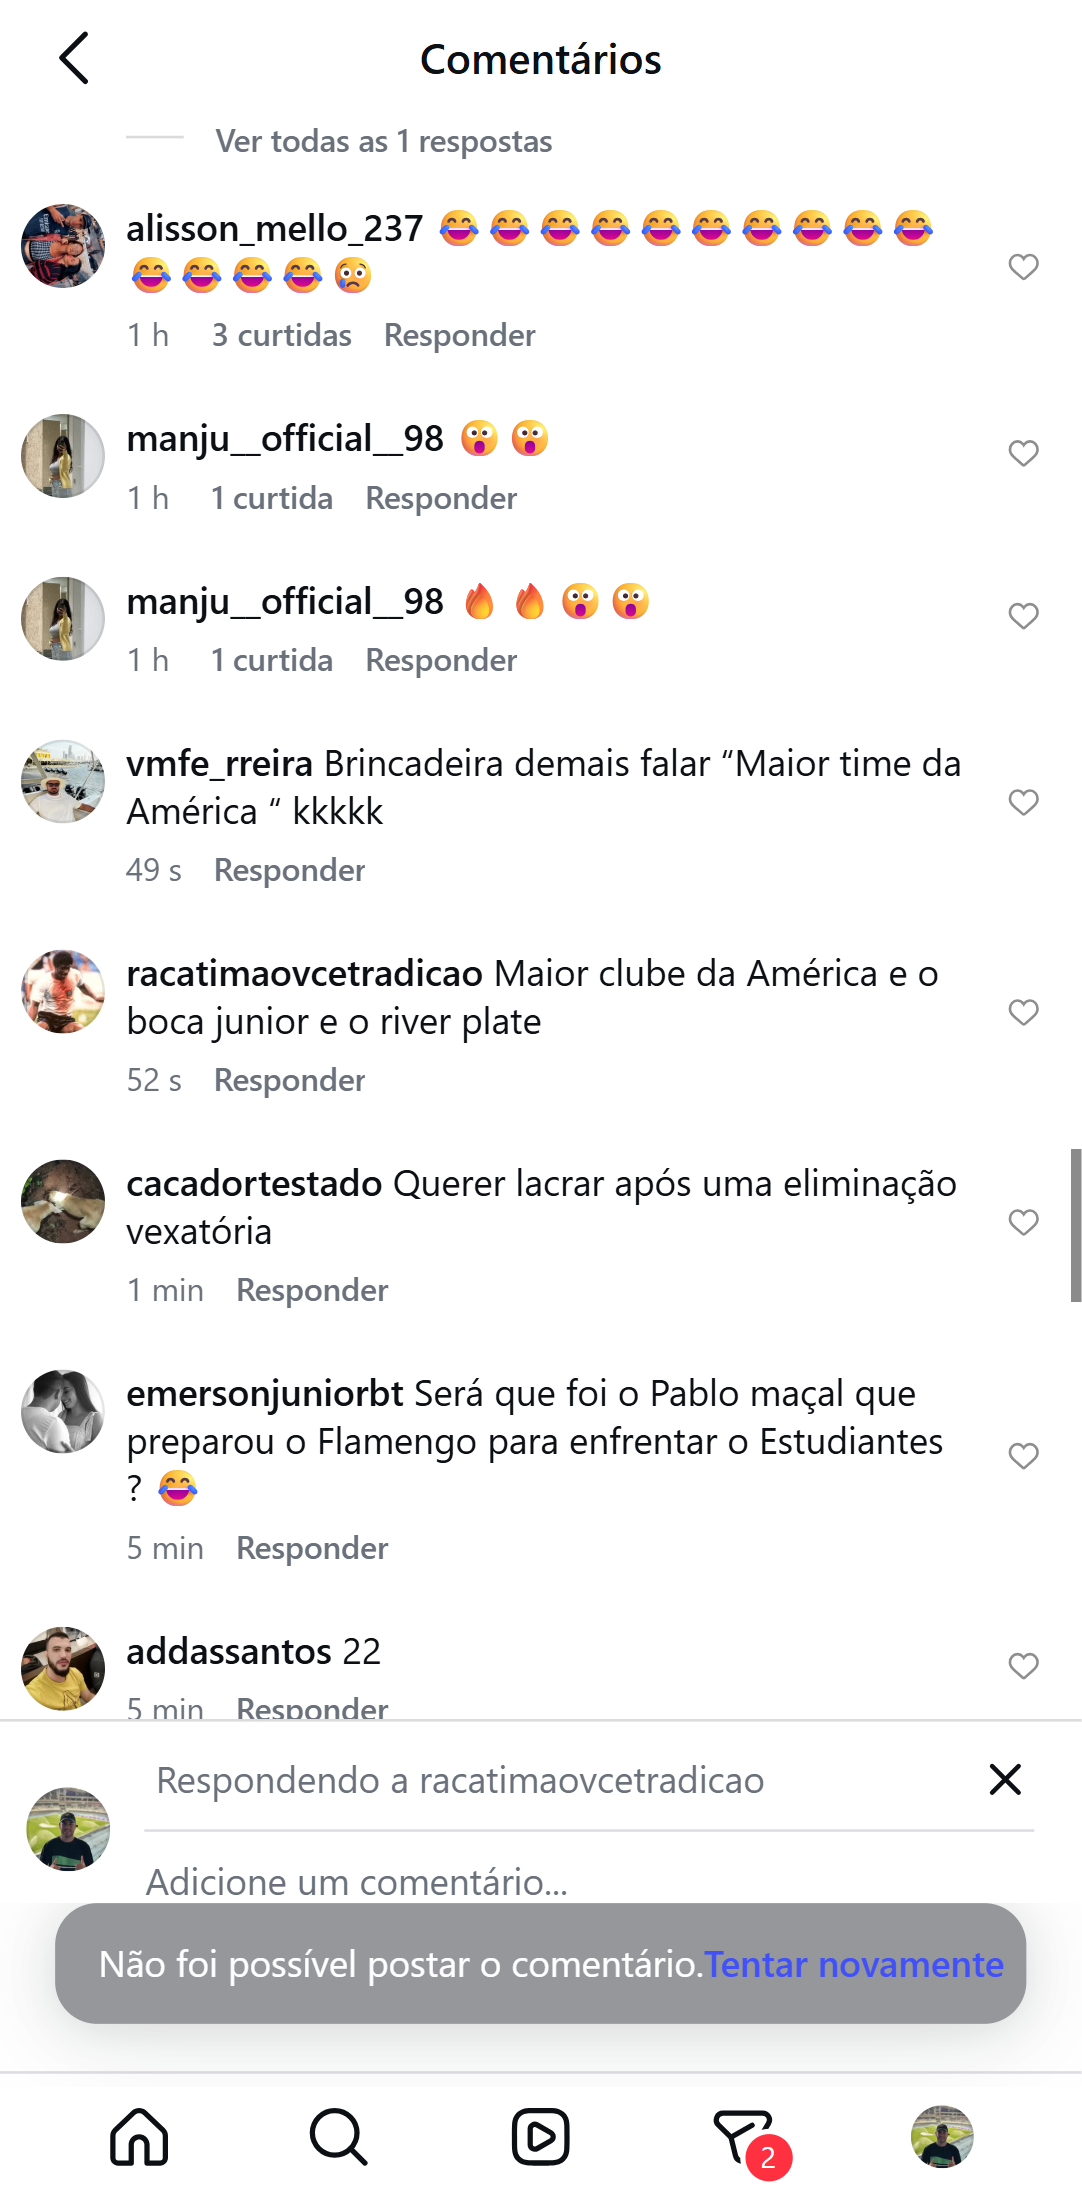 Comentários
Ver todas as 1 respostas
alisson_mello_237 😂😂😂😂😂😂😂😂😂😂
😂😂😂😂😢
1 h 3 curtidas Responder
manju__official__98 😲😲
1 h 1 curtida Responder
manju__official__98 🔥🔥😲😲
1 h 1 curtida Responder
vmfe_rreira Brincadeira demais falar “Maior time da
América “ kkkkk
49 s Responder
racatimaovcetradicao Maior clube da América e o
boca junior e o river plate
52 s Responder
cacadortestado Querer lacrar após uma eliminação
vexatória
1 min Responder
emersonjuniorbt Será que foi o Pablo maçal que
preparou o Flamengo para enfrentar o Estudiantes
? 😂
5 min Responder
addassantos 22
5 min Responder
Respondendo a racatimaovcetradicao
Adicione um comentário...
Não foi possível postar o comentário.Tentar novamente
2